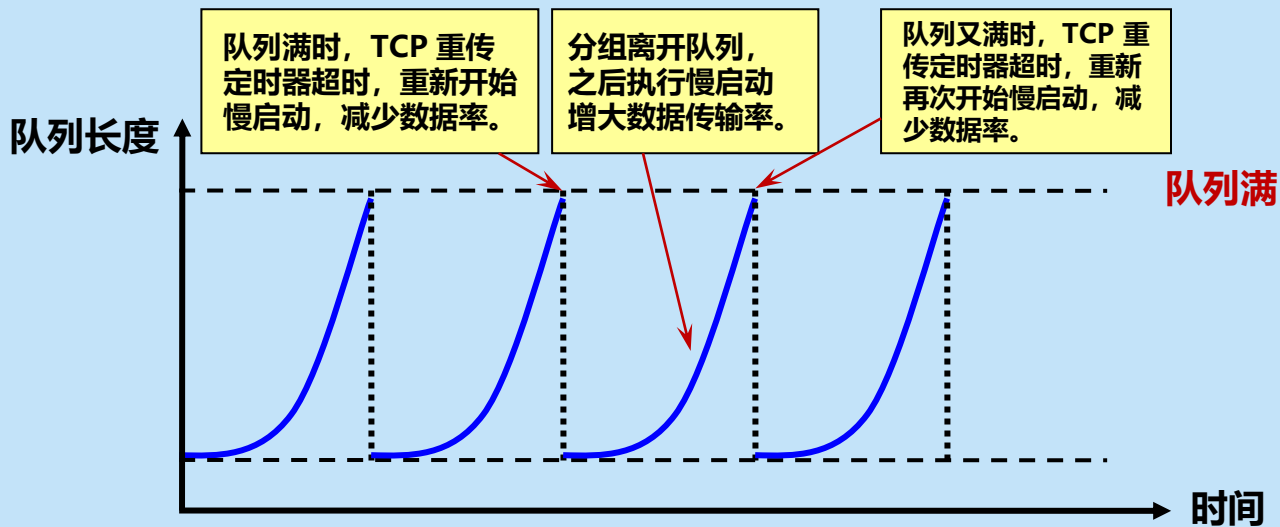 队列满时，TCP 重传
定时器超时，重新开始
慢启动，减少数据率。
分组离开队列，
之后执行慢启动
增大数据传输率。
队列又满时，TCP 重
传定时器超时，重新
再次开始慢启动，减
少数据率。
队列长度
队列满
时间